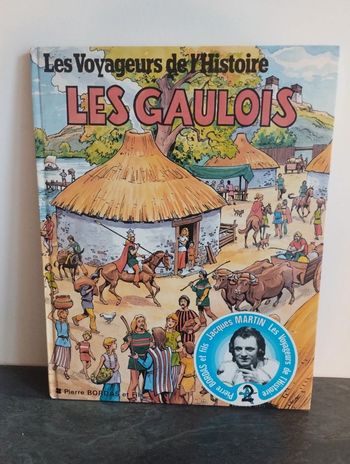 Les Voyageurs de l'Histoire
LES GAULOIS
Pierre BORDAS et
Pierre BORDAS et fils Jacques MARTIN Les Voyageurs de l'Histoire
2